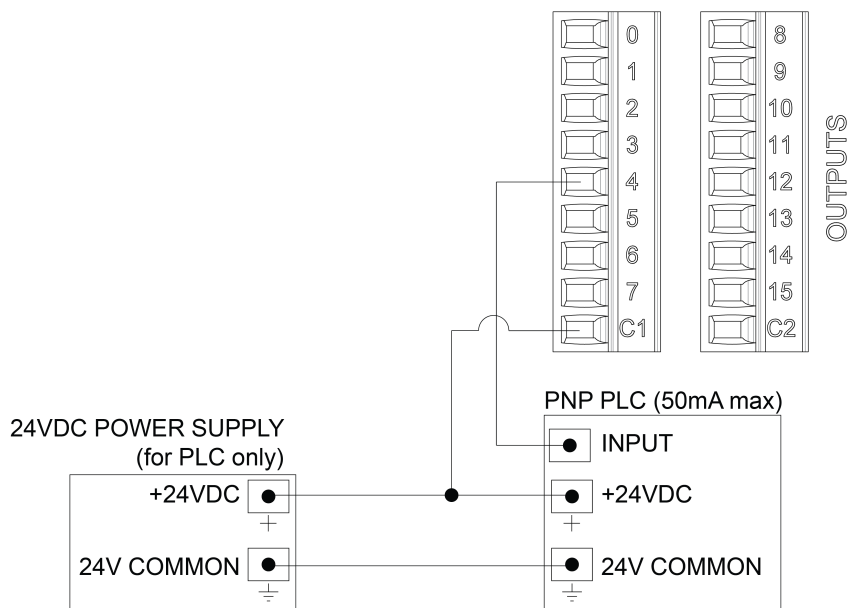 0
1
2
3
4
5
6
7
C1
8
9
10
11
12
13
14
15
C2
OUTPUTS
24VDC POWER SUPPLY
(for PLC only)
+24VDC
+
24V COMMON
PNP PLC (50mA max)
INPUT
+24VDC
+
24V COMMON